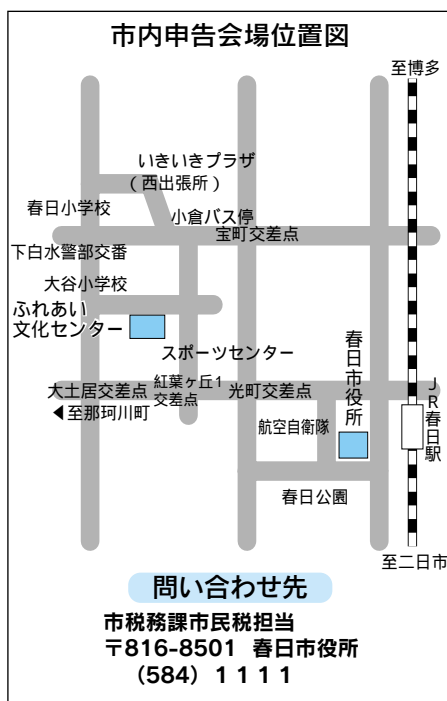 市内申告会場位置図
至博多
いきいきプラザ
（西出張所）
春日小学校
小倉バス停
宝町交差点
下白水警部交番
大谷小学校
ふれあい
文化センター
スポーツセンター
春日市役所
大土居交差点
紅葉ヶ丘1
交差点
光町交差点
JR春日駅
◀至那珂川町
航空自衛隊
春日公園
至二日市
問い合わせ先
市税務課市民税担当
〒816-8501 春日市役所
(584) 1111